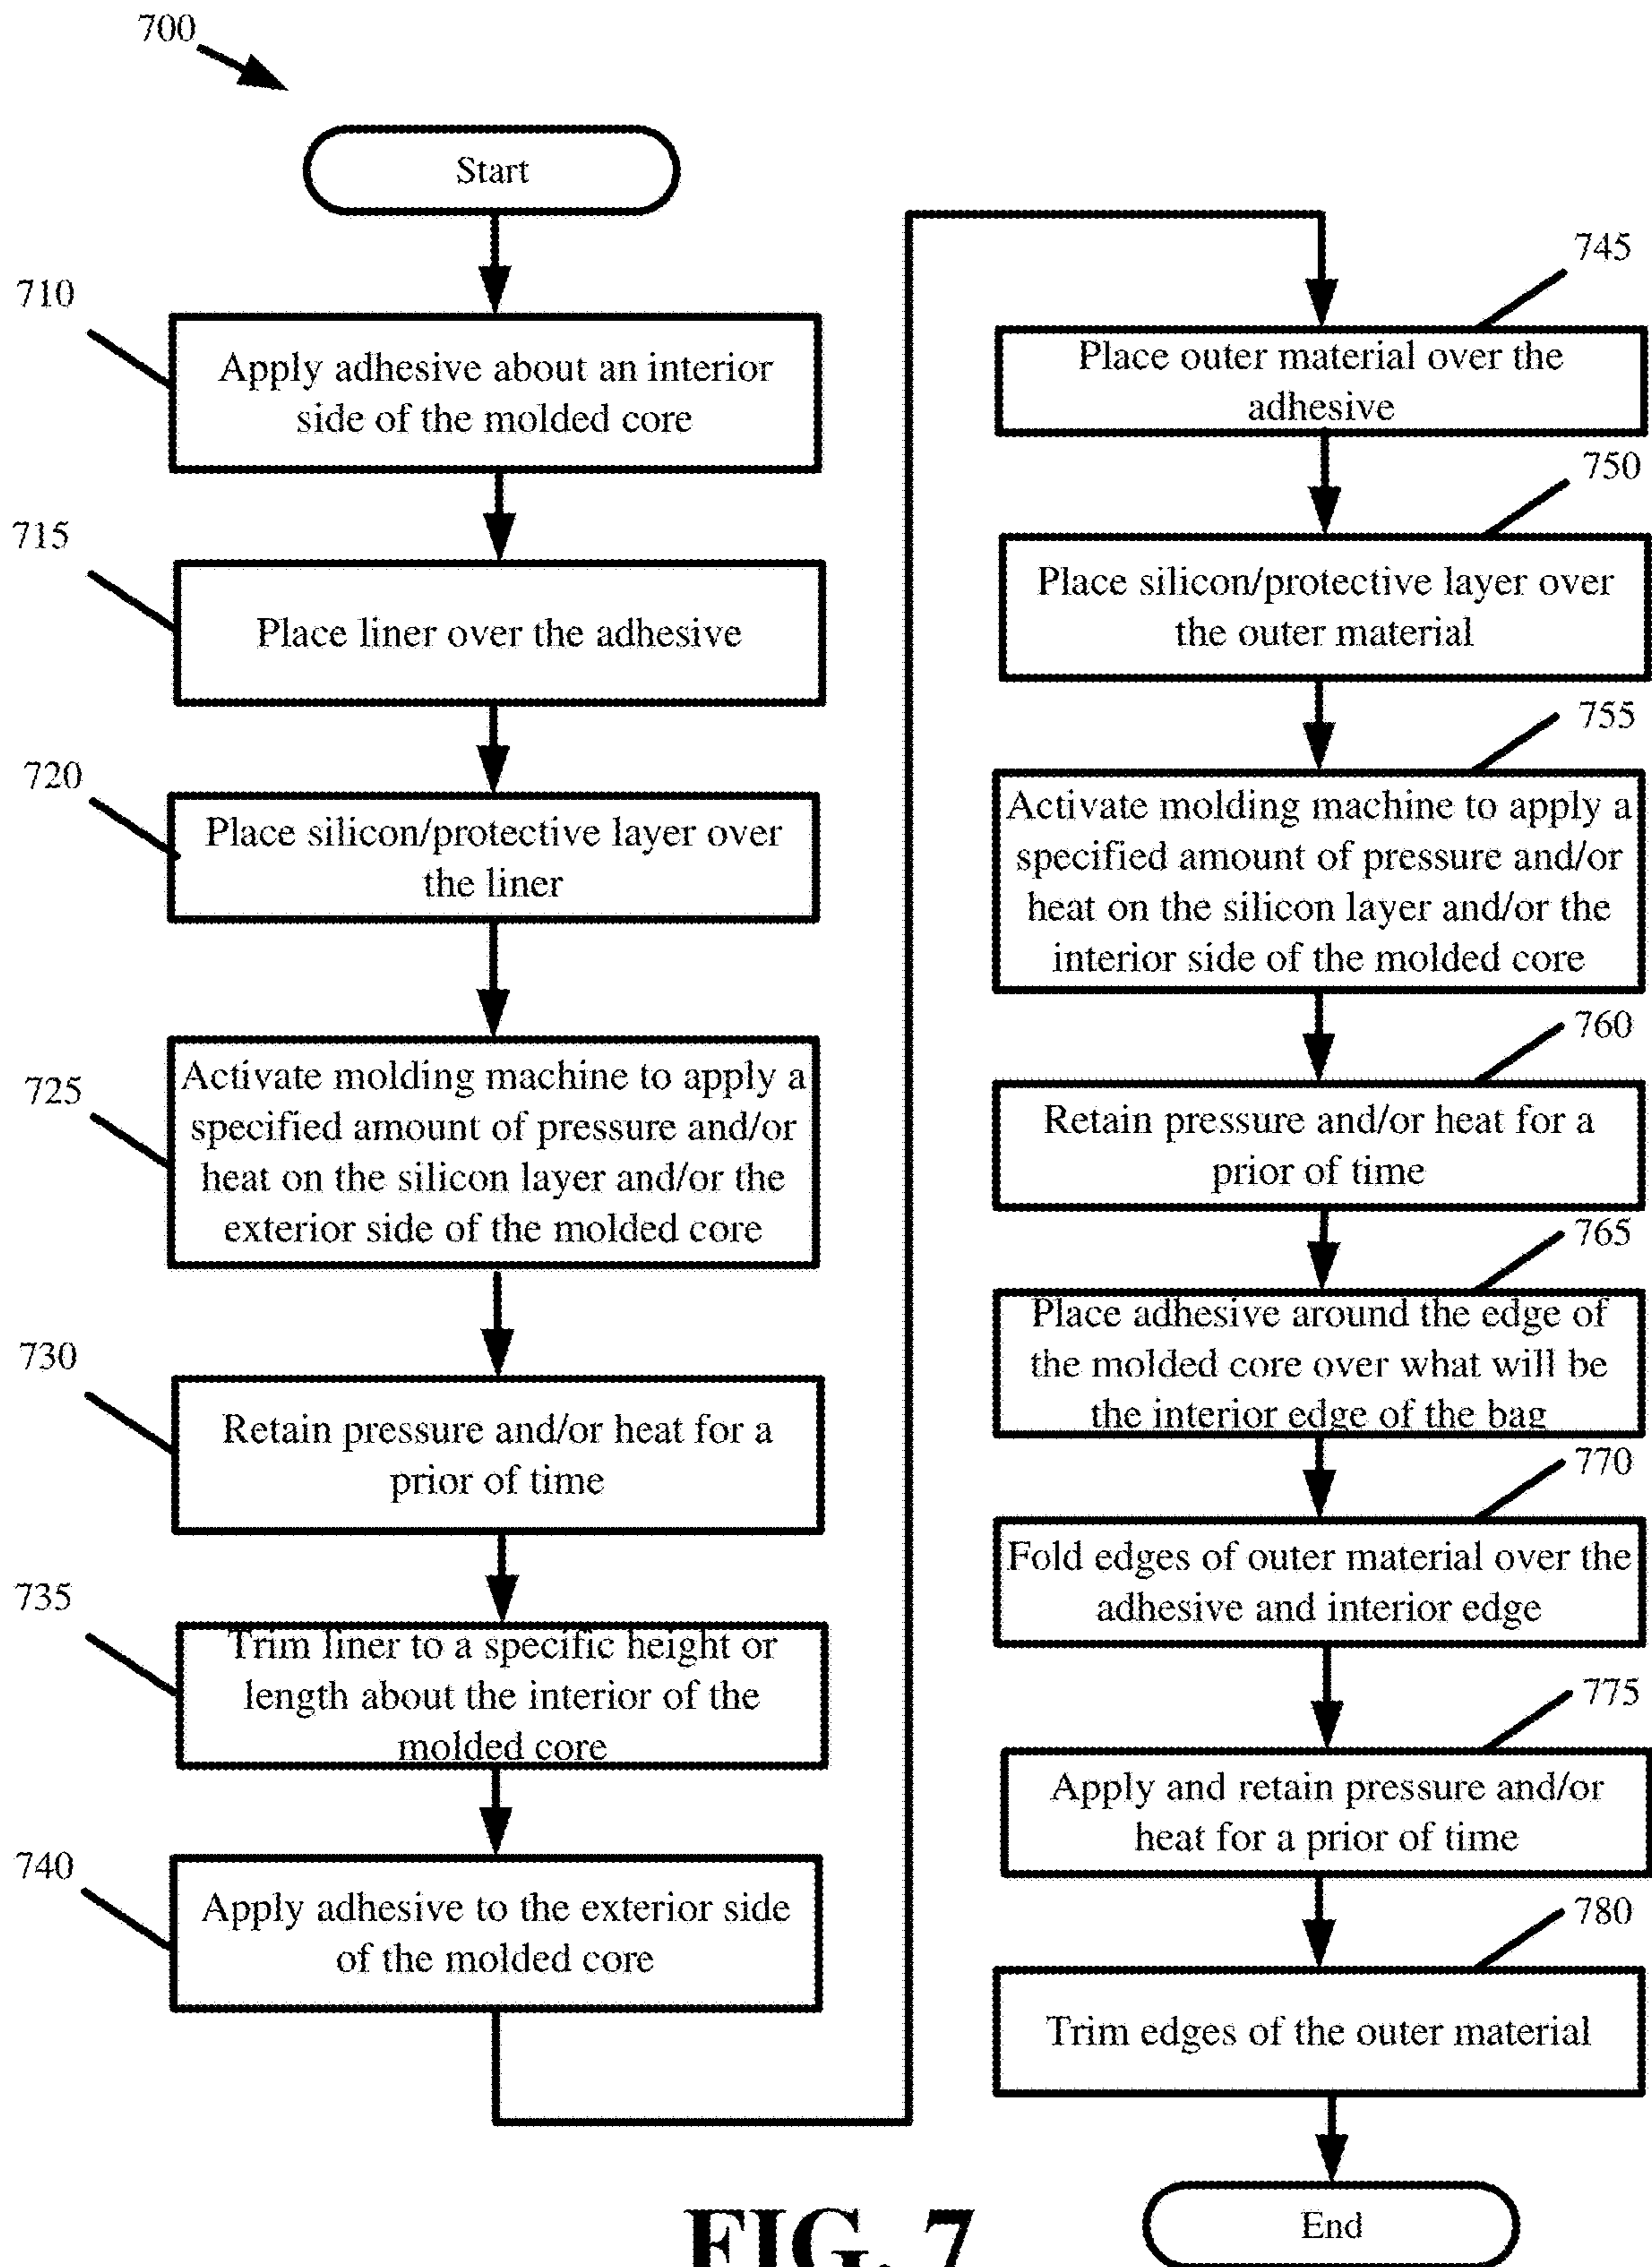 700
Start
710
Apply adhesive about an interior
side of the molded core
715
Place liner over the adhesive
720
Place silicon/protective layer over
the liner
725
Activate molding machine to apply a
specified amount of pressure and/or
heat on the silicon layer and/or the
exterior side of the molded core
730
Retain pressure and/or heat for a
prior of time
735
Trim liner to a specific height or
length about the interior of the
molded core
740
Apply adhesive to the exterior side
of the molded core
745
Place outer material over the
adhesive
750
Place silicon/protective layer over
the outer material
755
Activate molding machine to apply a
specified amount of pressure and/or
heat on the silicon layer and/or the
interior side of the molded core
760
Retain pressure and/or heat for a
prior of time
765
Place adhesive around the edge of
the molded core over what will be
the interior edge of the bag
770
Fold edges of outer material over the
adhesive and interior edge
775
Apply and retain pressure and/or
heat for a prior of time
780
Trim edges of the outer material
End
FIG. 7